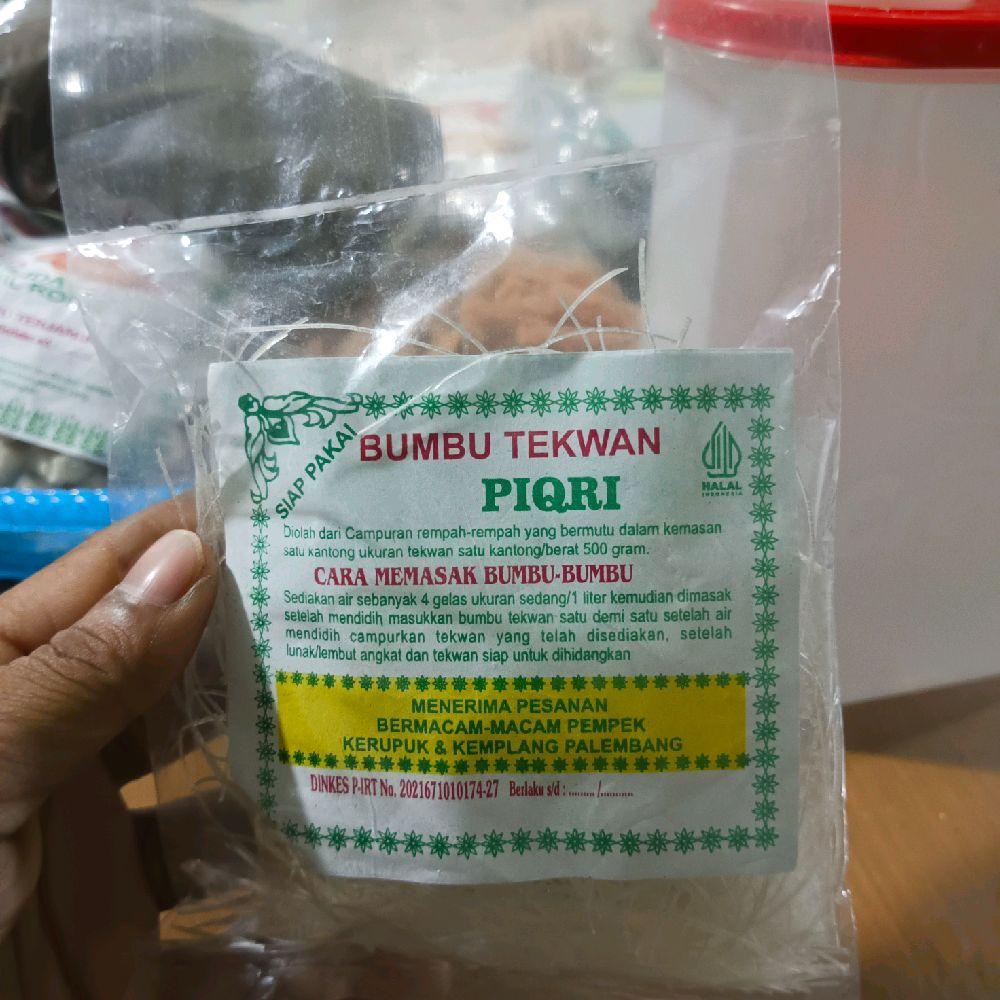 SIAP PAKAI
BUMBU TEKWAN
PIQRI
HALAL
INDONESIA
Diolah dari Campuran rempah-rempah yang bermutu dalam kemasan
satu kantong ukuran tekwan satu kantong/berat 500 gram.
CARA MEMASAK BUMBU-BUMBU
Sediakan air sebanyak 4 gelas ukuran sedang/1 liter kemudian dimasak
setelah mendidih masukkan bumbu tekwan satu demi satu setelah air
mendidih campurkan tekwan yang telah disediakan, setelah
lunak/lembut angkat dan tekwan siap untuk dihidangkan
MENERIMA PESANAN
BERMACAM-MACAM PEMPEK
KERUPUK & KEMPLANG PALEMBANG
DINKES P-IRT No. 2021671010174-27 Berlaku s/d : ....... /.........